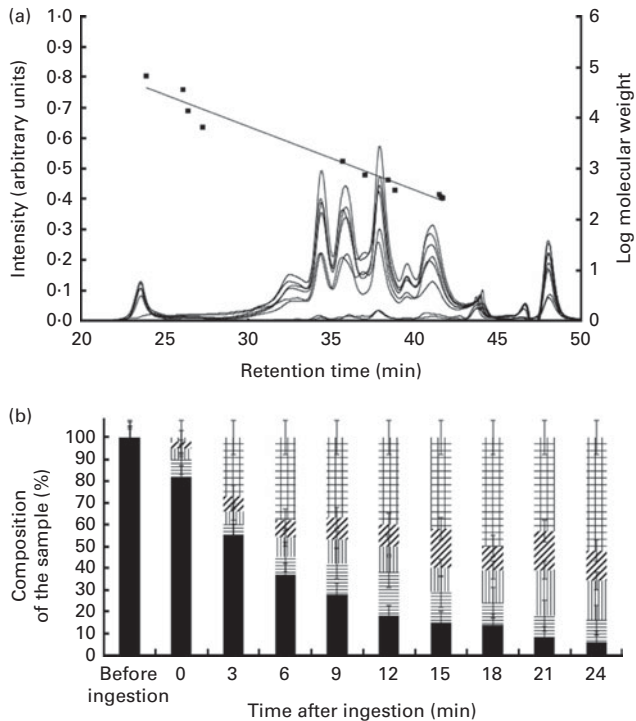 (a)
1·0
0·9
0·8
0·7
0·6
0·5
0·4
0·3
0·2
0·1
0·0
Intensity (arbitrary units)
6
5
4
3
2
1
0
Log molecular weight
20 25 30 35 40 45 50
Retention time (min)
(b)
100
90
80
70
60
50
40
30
20
10
0
Composition
of the sample (%)
Before 0 3 6 9 12 15 18 21 24
ingestion
Time after ingestion (min)